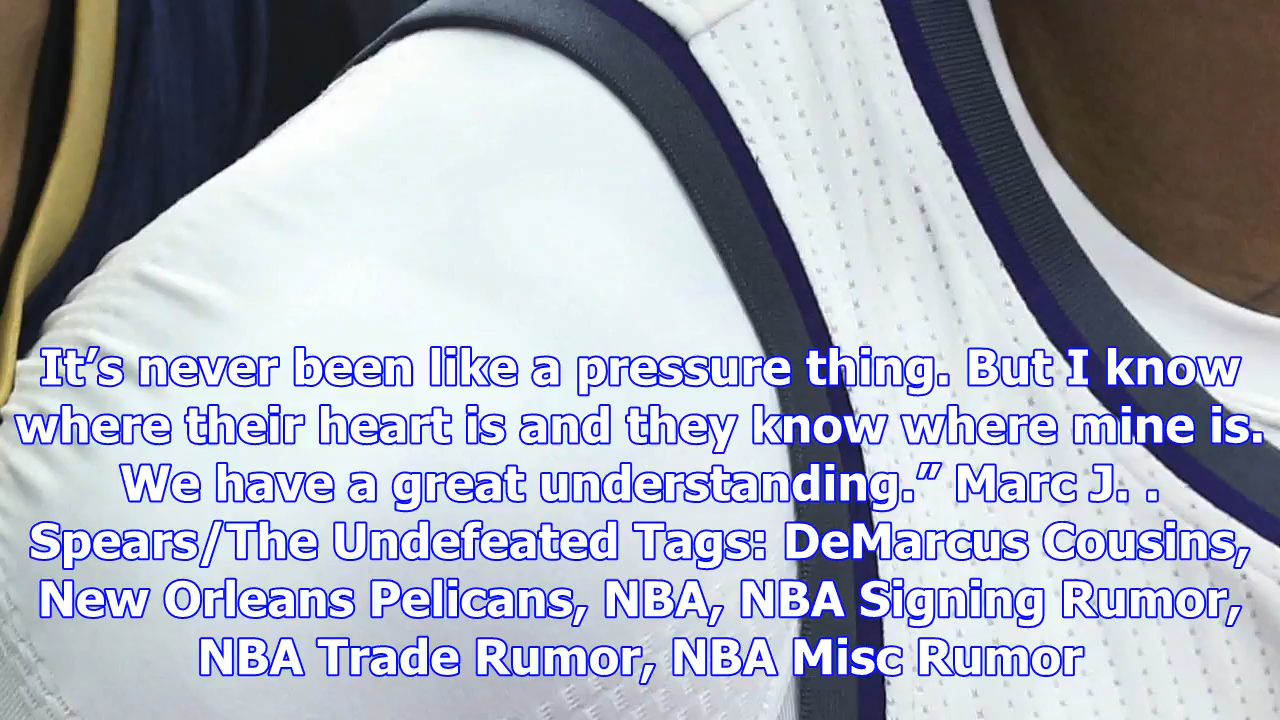 It’s never been like a pressure thing. But I know
where their heart is and they know where mine is.
We have a great understanding.” Marc J. .
Spears/The Undefeated Tags: DeMarcus Cousins,
New Orleans Pelicans, NBA, NBA Signing Rumor,
NBA Trade Rumor, NBA Misc Rumor